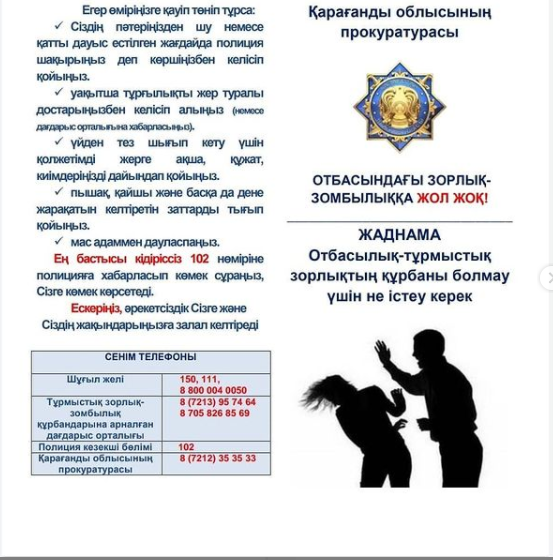 Егер өміріңізге қауіп төніп тұрса:
✓ Сіздің пәтеріңізден шу немесе
қатты дауыс естілген жағдайда полиция
шақырыңыз деп көршіңізбен келісіп
қойыңыз.
✓ уақытша тұрғылықты жер туралы
достарыңызбен келісіп алыңыз (немесе
дағдарыс орталығына хабарласыңыз).
✓ үйден тез шығып кету үшін
қолжетімді жерге ақша, құжат,
киімдеріңізді дайындап қойыңыз.
✓ пышақ, қайшы және басқа да дене
жарақатын келтіретін заттарды тығып
қойыңыз.
✓ мас адаммен дауласпаңыз.
Ең бастысы кідіріссіз 102 нөміріне
полицияға хабарласып көмек сұраңыз,
Сізге көмек көрсетеді.
Ескеріңіз, әрекетсіздік Сізге және
Сіздің жақындарыңызға залал келтіреді
СЕНІМ ТЕЛЕФОНЫ
Шұғыл желі 150, 111,
8 800 004 0050
Тұрмыстық зорлық- 8 (7213) 95 74 64
зомбылық 8 705 826 85 69
құрбандарына арналған
дағдарыс орталығы
Полиция кезекші бөлімі 102
Қарағанды облысының 8 (7212) 35 35 33
прокуратурасы
Қарағанды облысының
прокуратурасы
ОТБАСЫНДАҒЫ ЗОРЛЫҚ-
ЗОМБЫЛЫҚҚА ЖОЛ ЖОҚ!
ЖАДНАМА
Отбасылық-тұрмыстық
зорлықтың құрбаны болмау
үшін не істеу керек